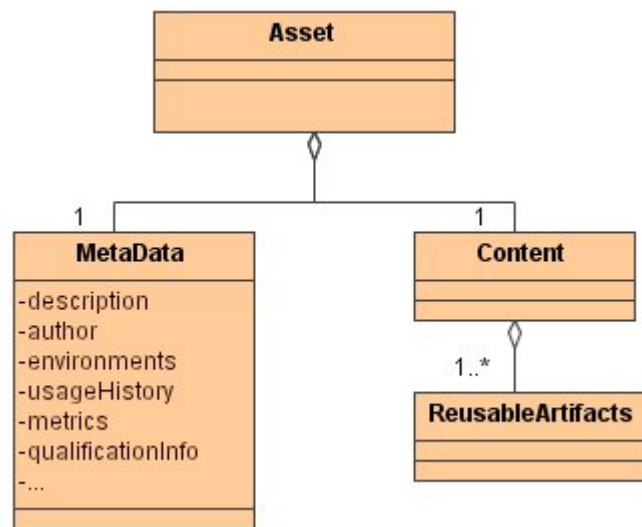 Asset
1
1
MetaData
-description
-author
-environments
-usageHistory
-metrics
-qualificationInfo
-...
Content
1..*
ReusableArtifacts